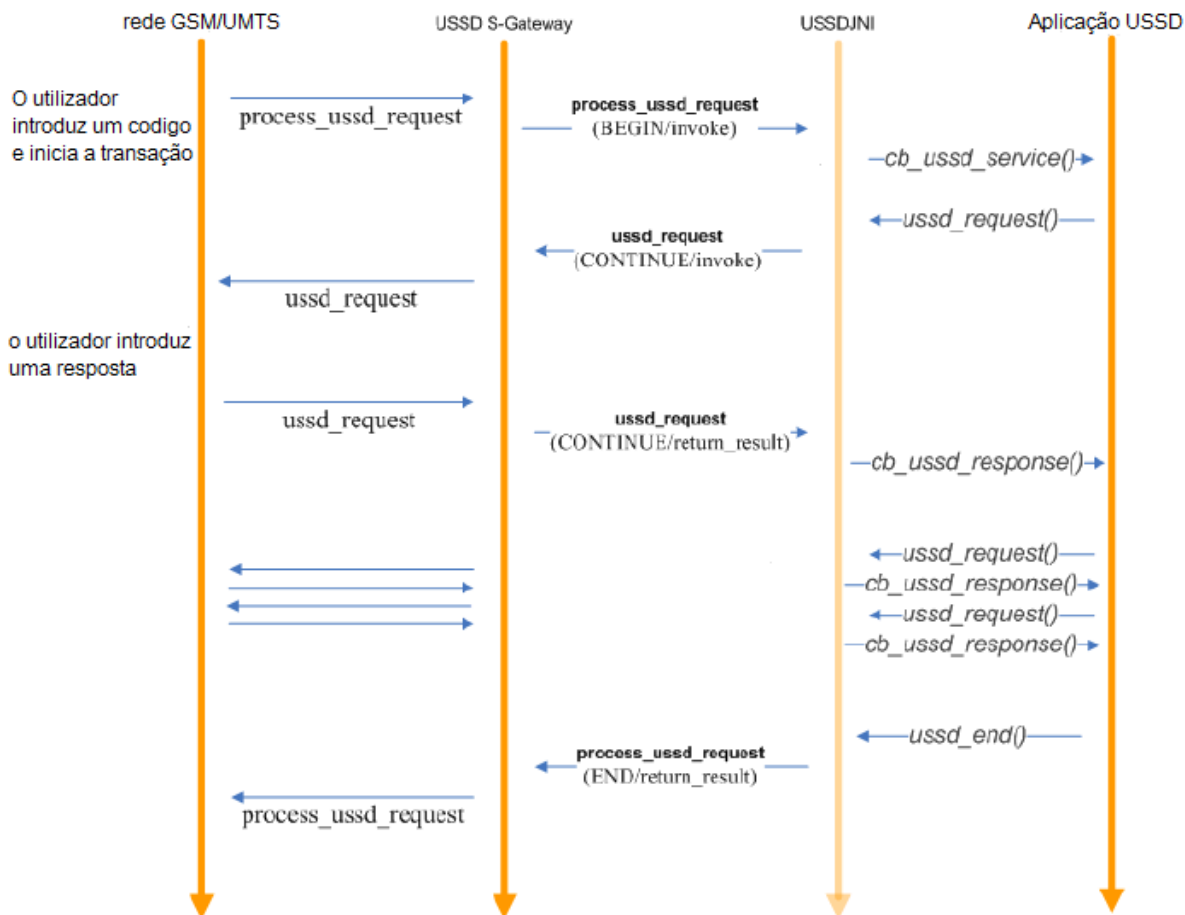 rede GSM/UMTS
USSD S-Gateway
USSDJNI
Aplicação USSD
O utilizador
introduz um codigo
e inicia a transação
process_ussd_request
process_ussd_request
(BEGIN/invoke)
cb_ussd_service()
ussd_request()
ussd_request
(CONTINUE/invoke)
ussd_request
o utilizador introduz
uma resposta
ussd_request
ussd_request
(CONTINUE/return_result)
cb_ussd_response()
ussd_request()
cb_ussd_response()
ussd_request()
cb_ussd_response()
ussd_end()
process_ussd_request
(END/return_result)
process_ussd_request